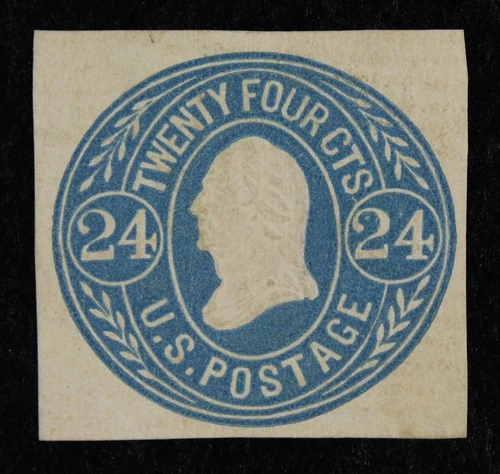 TWENTY FOUR CTS
24
24
U.S. POSTAGE